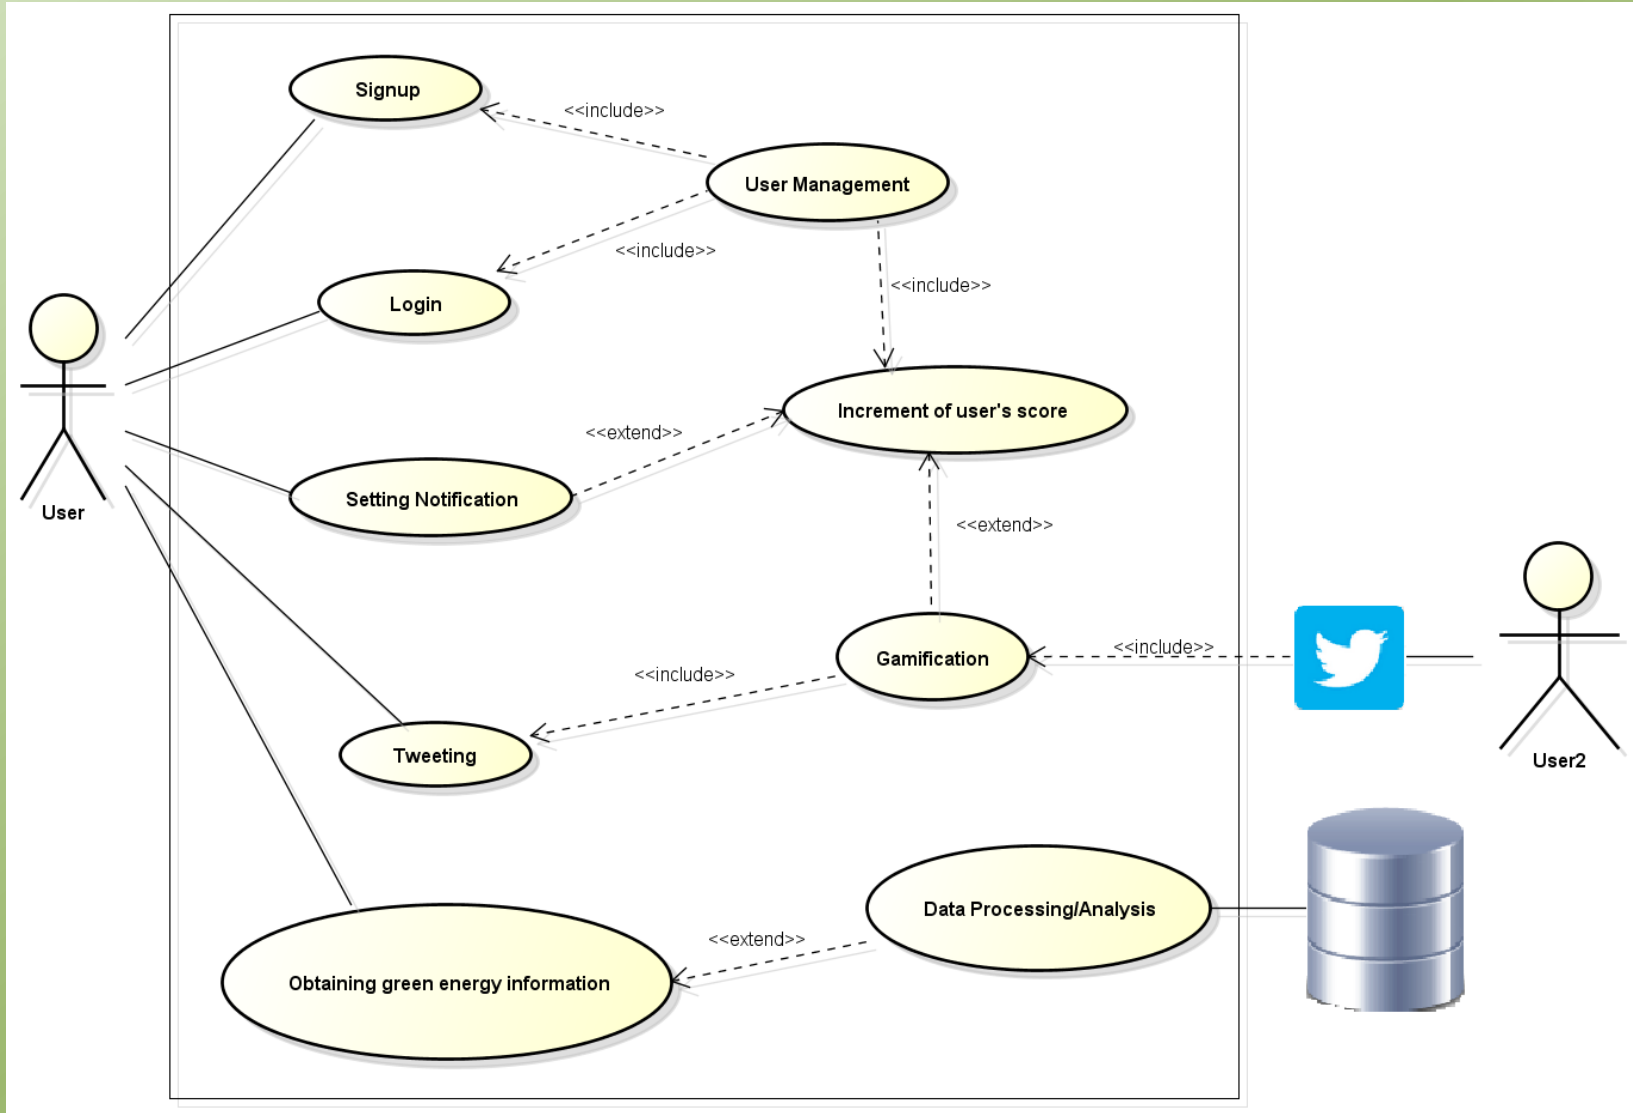 Signup
<<include>>
User Management
<<include>>
<<include>>
Login
Increment of user's score
<<extend>>
Setting Notification
User
<<extend>>
<<include>>
Gamification
<<include>>
Tweeting
User2
Data Processing/Analysis
<<extend>>
Obtaining green energy information